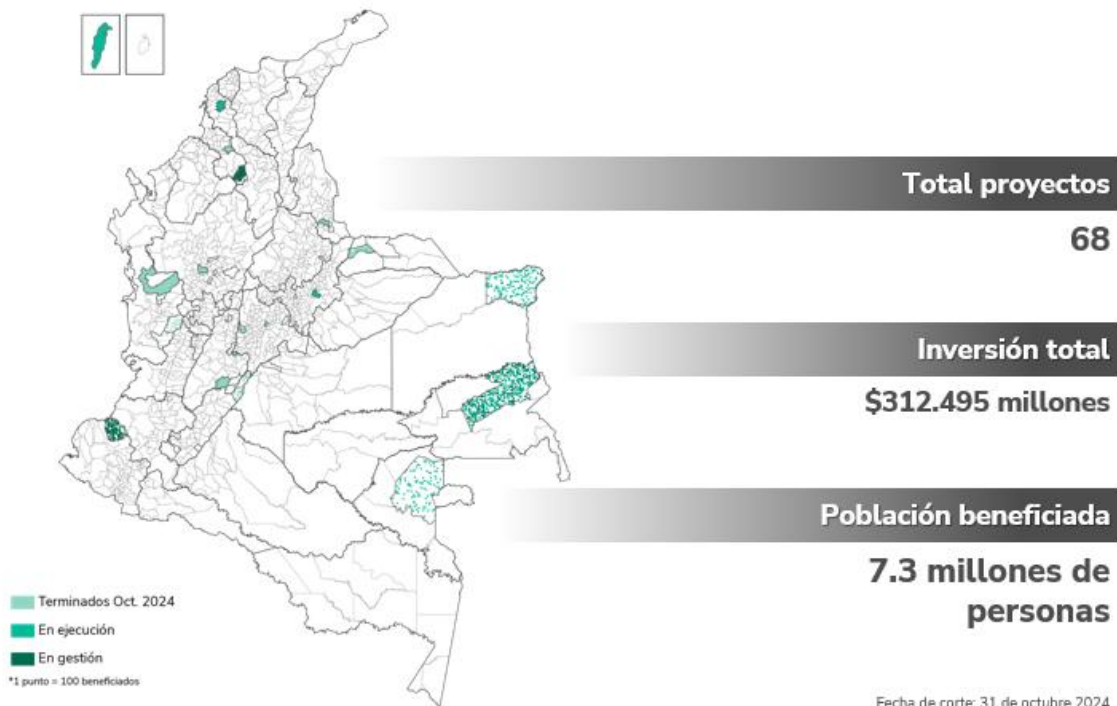 Total proyectos
68
Inversión total
$312.495 millones
Población beneficiada
7.3 millones de
personas
Terminados Oct. 2024
En ejecución
En gestión
*1 punto = 100 beneficiados
Fecha de corte: 31 de octubre 2024